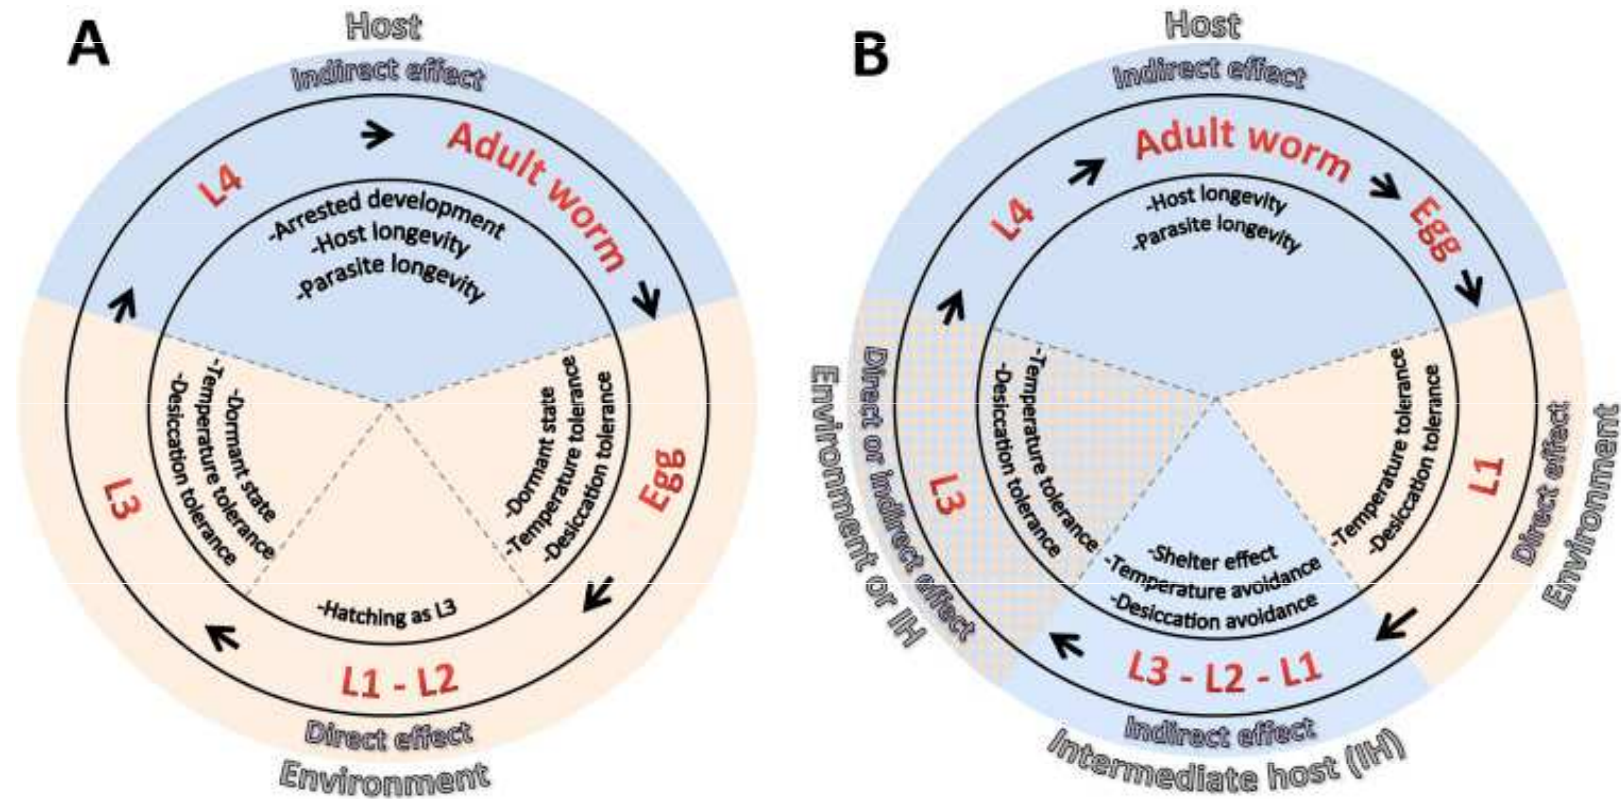 A
Host
Indirect effect
L4
Adult worm
-Arrested development
-Host longevity
-Parasite longevity
-Dormant state
-Temperature tolerance
-Desiccation tolerance
L3
-Dormant state
-Temperature tolerance
-Desiccation tolerance
Egg
-Hatching as L3
L1 - L2
Direct effect
Environment
B
Host
Indirect effect
L4
Adult worm
Egg
-Host longevity
-Parasite longevity
Environment or IH
Direct or indirect effect
L3
-Temperature tolerance
-Desiccation tolerance
-Temperature tolerance
-Desiccation tolerance
L1
Direct effect
Environment
-Shelter effect
-Temperature avoidance
-Desiccation avoidance
L3 - L2 - L1
Indirect effect
Intermediate host (IH)